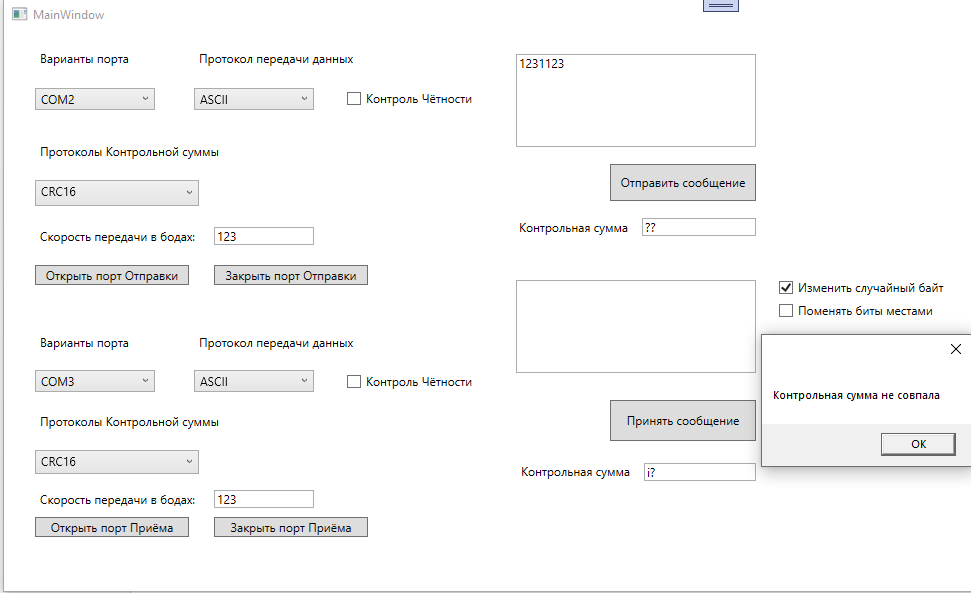 MainWindow
Варианты порта
Протокол передачи данных
COM2
ASCII
Контроль Чётности
1231123
Протоколы Контрольной суммы
CRC16
Отправить сообщение
Скорость передачи в бодах:
123
Контрольная сумма
??
Открыть порт Отправки
Закрыть порт Отправки
Изменить случайный байт
Поменять биты местами
Варианты порта
Протокол передачи данных
COM3
ASCII
Контроль Чётности
Контрольная сумма не совпала
OK
Протоколы Контрольной суммы
CRC16
Принять сообщение
Контрольная сумма
i?
Скорость передачи в бодах:
123
Открыть порт Приёма
Закрыть порт Приёма